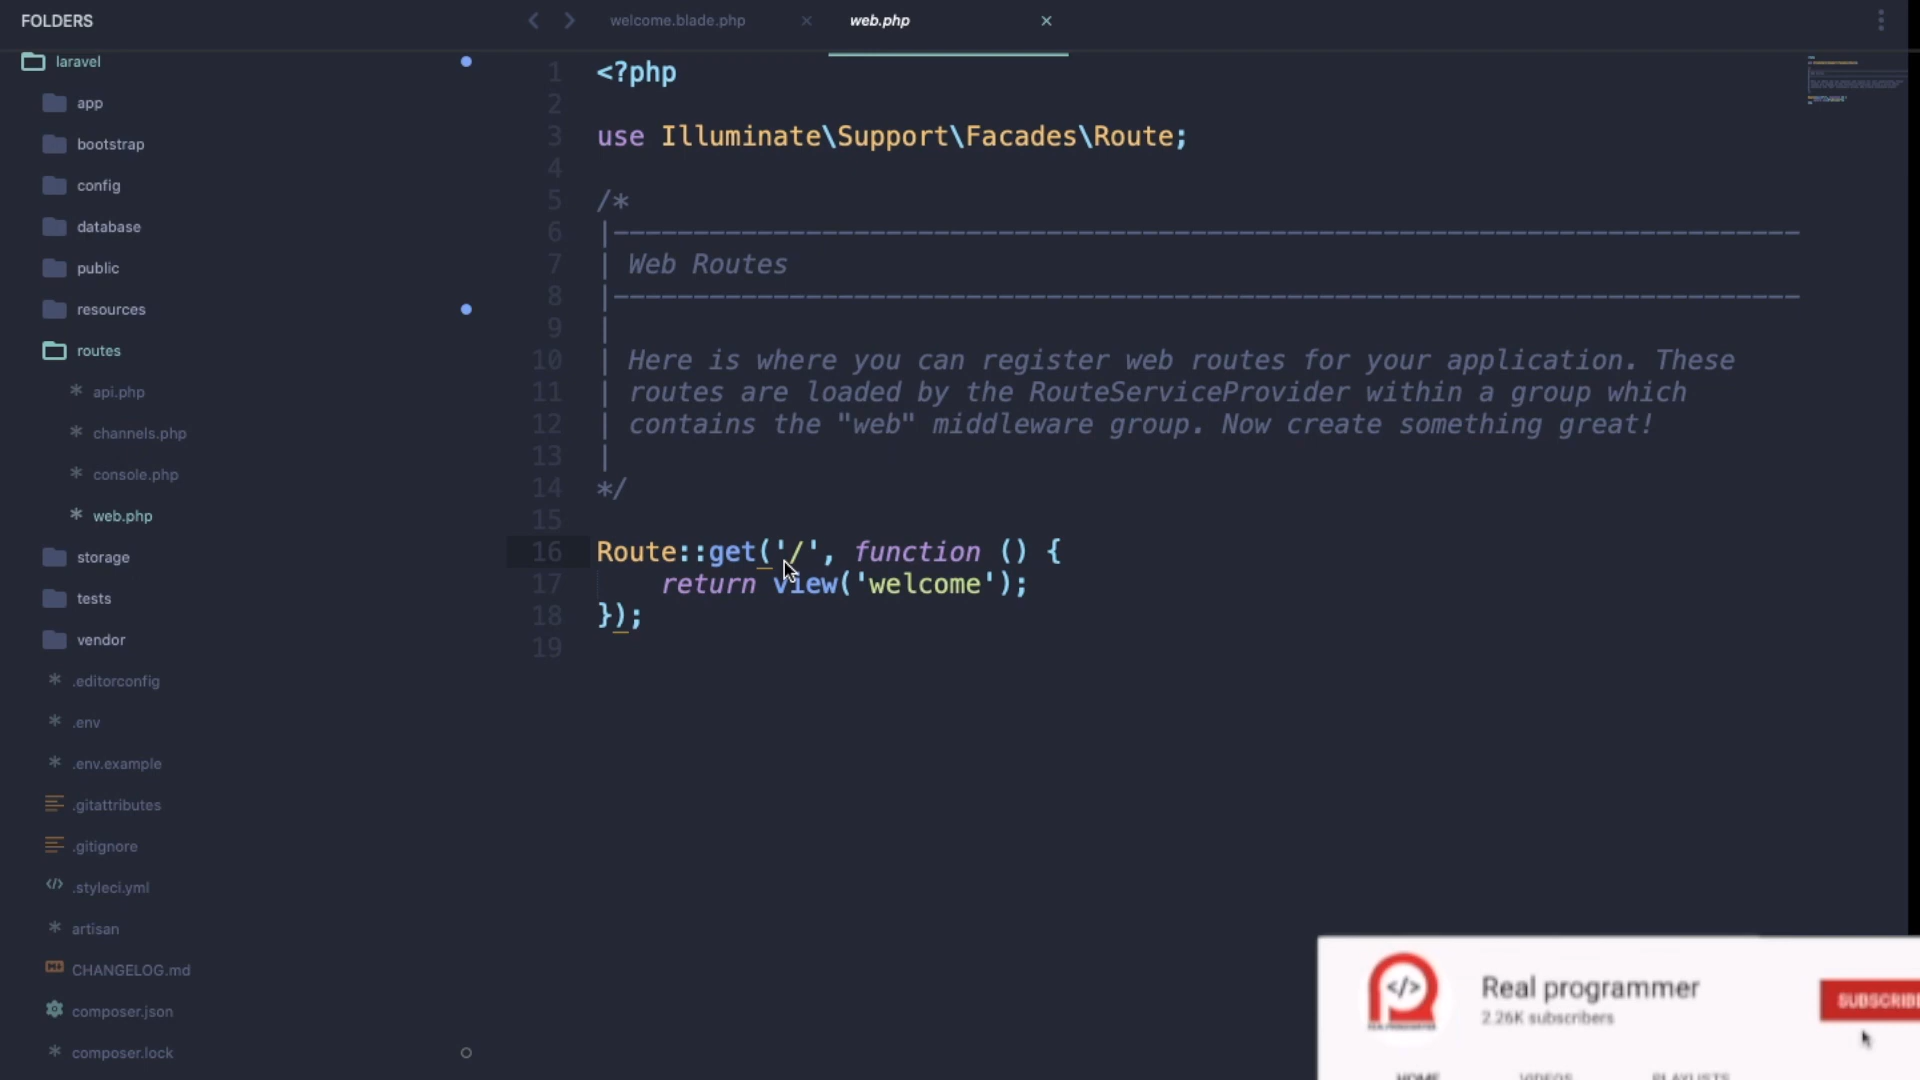 FOLDERS
laravel
app
bootstrap
config
database
public
resources
routes
api.php
channels.php
console.php
web.php
storage
tests
vendor
.editorconfig
.env
.env.example
.gitattributes
.gitignore
.styleci.yml
artisan
CHANGELOG.md
composer.json
composer.lock
welcome.blade.php
web.php
1 <?php
2
3 use Illuminate\Support\Facades\Route;
4
5 /*
6 |--------------------------------------------------------------------------
7 | Web Routes
8 |--------------------------------------------------------------------------
9 |
10 | Here is where you can register web routes for your application. These
11 | routes are loaded by the RouteServiceProvider within a group which
12 | contains the "web" middleware group. Now create something great!
13 |
14 */
15
16 Route::get('/', function () {
17 return view('welcome');
18 });
19
Real programmer
2.26K subscribers
SUBSCRIBE
HOME VIDEOS PLAYLISTS